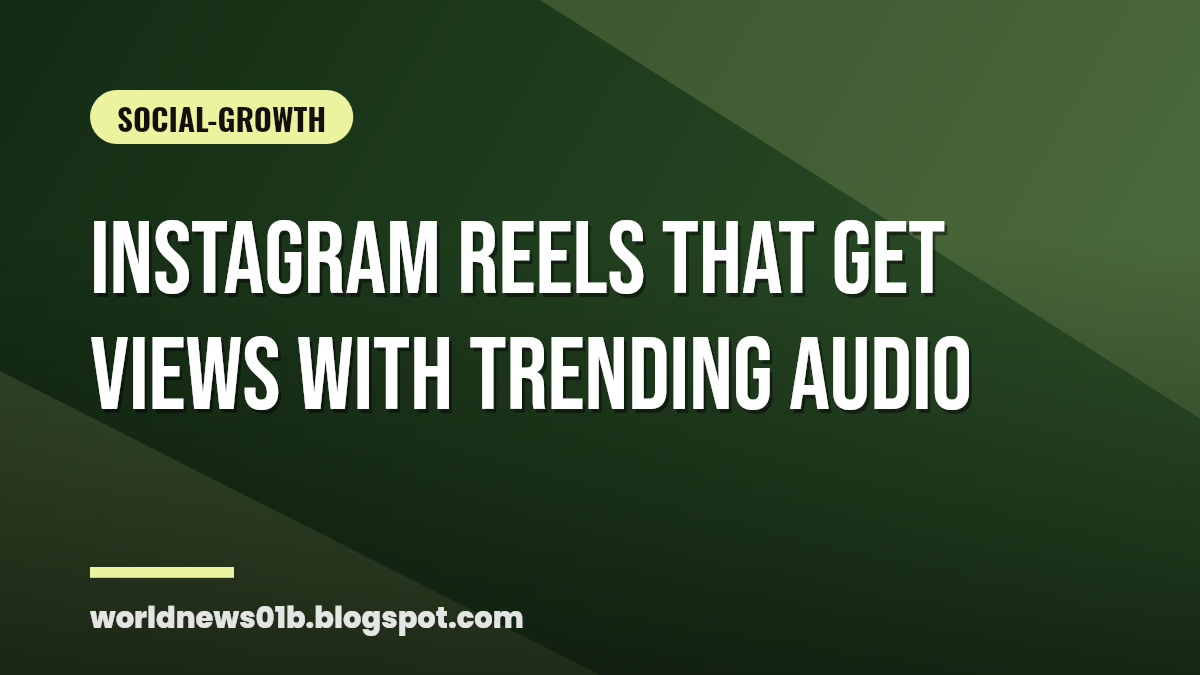 SOCIAL-GROWTH
INSTAGRAM REELS THAT GET
VIEWS WITH TRENDING AUDIO
worldnews01b.blogspot.com